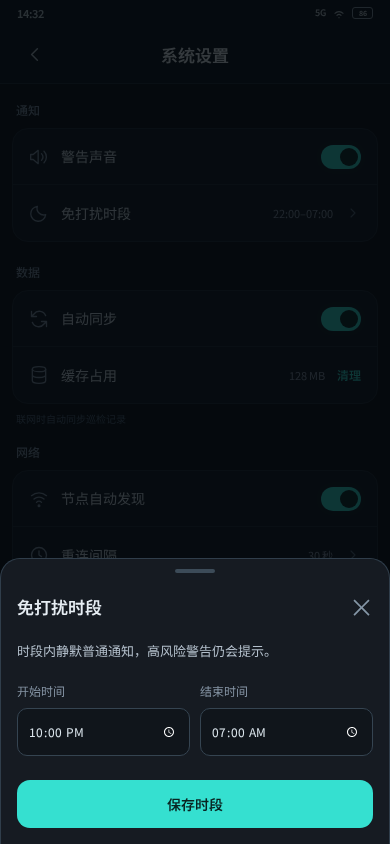 14:32
5G
86
系统设置
通知
警告声音
免打扰时段
22:00–07:00
数据
自动同步
缓存占用
128 MB
清理
联网时自动同步巡检记录
网络
节点自动发现
重连间隔
30 秒
免打扰时段
时段内静默普通通知，高风险警告仍会提示。
开始时间
结束时间
10:00 PM
07:00 AM
保存时段